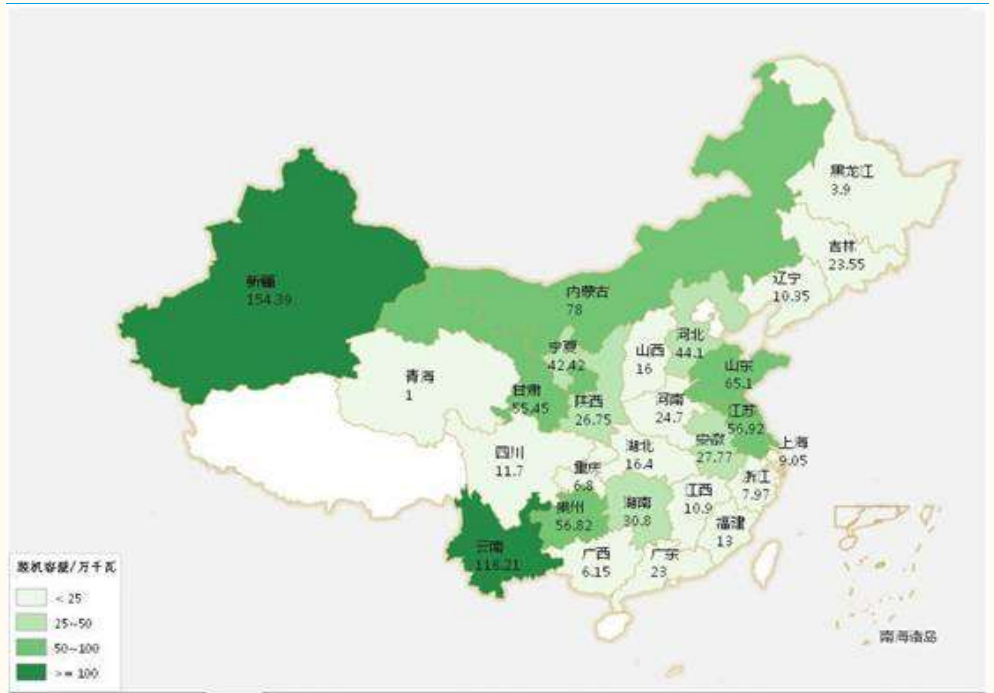 黑龙江
3.9
吉林
23.55
辽宁
10.35
新疆
154.39
内蒙古
78
河北
44.1
宁夏
42.42
山西
16
山东
65.1
青海
1
甘肃
55.45
陕西
26.75
河南
24.7
江苏
56.92
安徽
27.77
上海
9.05
四川
11.7
湖北
16.4
重庆
6.8
浙江
7.97
江西
10.9
湖南
30.8
贵州
56.82
福建
13
云南
116.21
广西
6.15
广东
23
装机容量/万千瓦
< 25
25~50
50~100
>= 100
南海诸岛